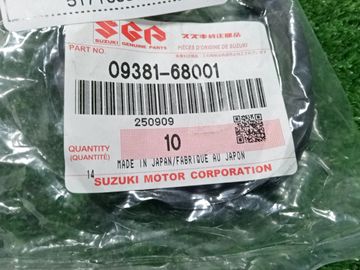 SGP
SUZUKI GENUINE PARTS
スズキ純正部品
PIÈCES D'ORIGINE DE SUZUKI
PART NO.
09381-68001
250909
QUANTITY
(QUANTITÉ)
10
MADE IN JAPAN/FABRIQUE AU JAPON
14
SUZUKI MOTOR CORPORATION